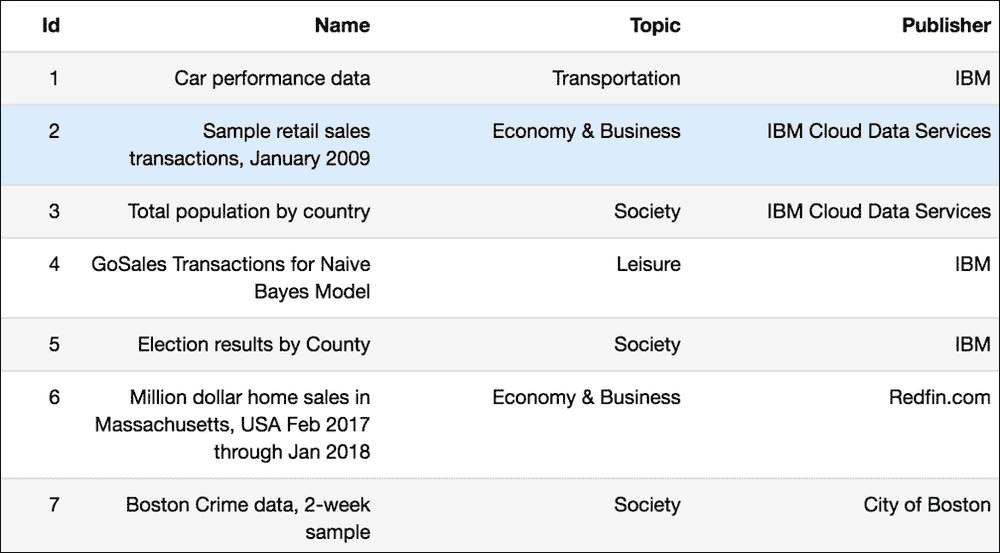 Id Name Topic Publisher
1 Car performance data Transportation IBM
2 Sample retail sales Economy & Business IBM Cloud Data Services
transactions, January 2009
3 Total population by country Society IBM Cloud Data Services
4 GoSales Transactions for Naive Leisure IBM
Bayes Model
5 Election results by County Society IBM
6 Million dollar home sales in Economy & Business Redfin.com
Massachusetts, USA Feb 2017
through Jan 2018
7 Boston Crime data, 2-week Society City of Boston
sample